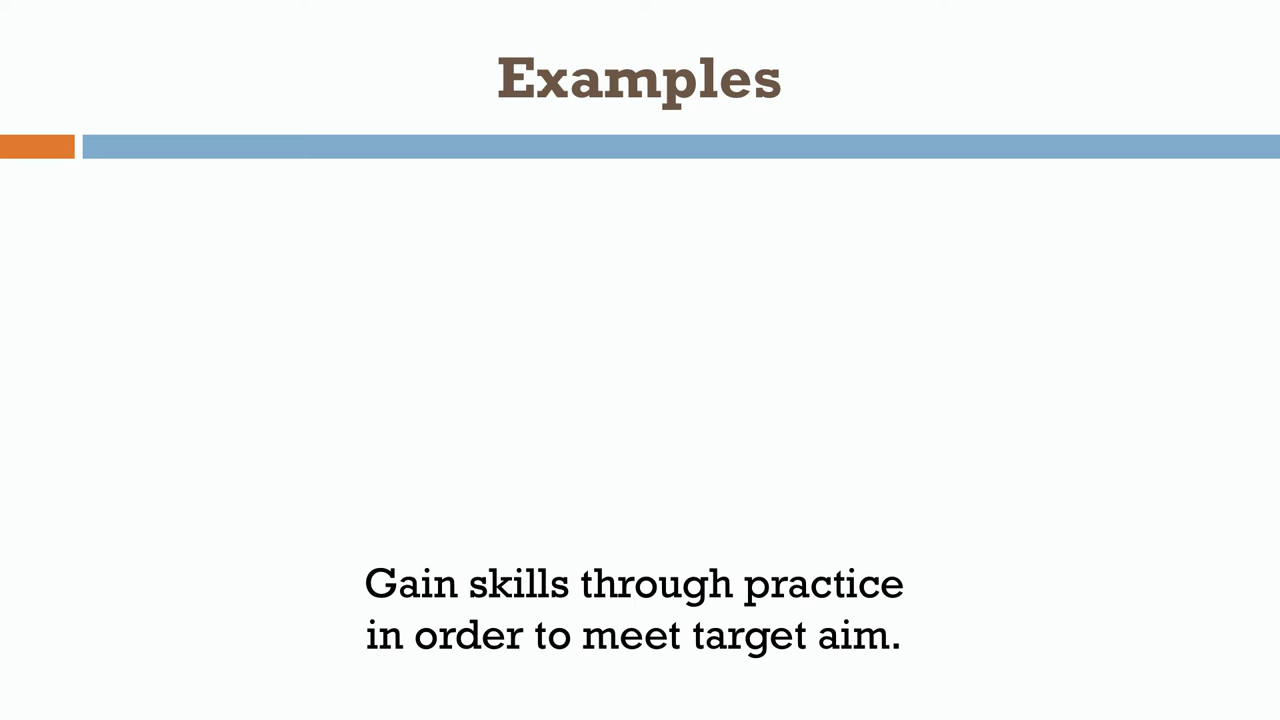 Examples
Gain skills through practice
in order to meet target aim.